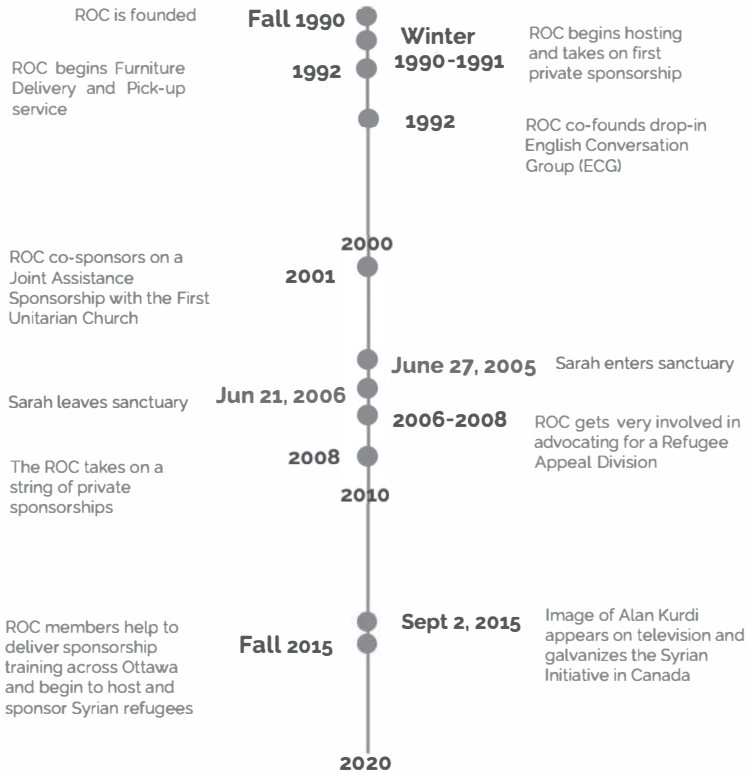 ROC is founded
Fall 1990
Winter
1990-1991
ROC begins hosting
and takes on first
private sponsorship
ROC begins Furniture
Delivery and Pick-up
service
1992
1992
ROC co-founds drop-in
English Conversation
Group (ECG)
2000
ROC co-sponsors on a
Joint Assistance
Sponsorship with the First
Unitarian Church
2001
June 27, 2005
Sarah enters sanctuary
Sarah leaves sanctuary
Jun 21, 2006
2006-2008
ROC gets very involved in
advocating for a Refugee
Appeal Division
The ROC takes on a
string of private
sponsorships
2008
2010
Sept 2, 2015
Image of Alan Kurdi
appears on television and
galvanizes the Syrian
Initiative in Canada
ROC members help to
deliver sponsorship
training across Ottawa
and begin to host and
sponsor Syrian refugees
Fall 2015
2020